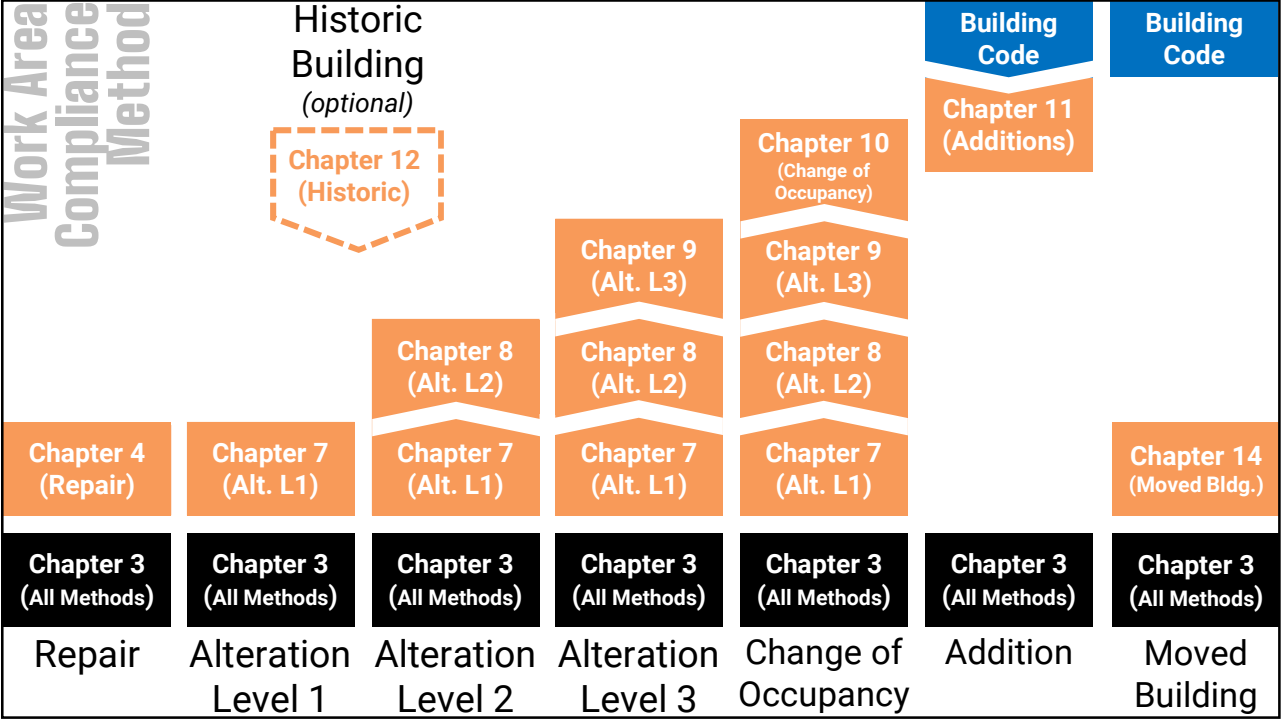 Work Area
Compliance
Method
Historic
Building
(optional)
Chapter 12
(Historic)
Chapter 4
(Repair)
Chapter 3
(All Methods)
Repair
Chapter 7
(Alt. L1)
Chapter 3
(All Methods)
Alteration
Level 1
Chapter 8
(Alt. L2)
Chapter 7
(Alt. L1)
Chapter 3
(All Methods)
Alteration
Level 2
Chapter 9
(Alt. L3)
Chapter 8
(Alt. L2)
Chapter 7
(Alt. L1)
Chapter 3
(All Methods)
Alteration
Level 3
Chapter 10
(Change of
Occupancy)
Chapter 9
(Alt. L3)
Chapter 8
(Alt. L2)
Chapter 7
(Alt. L1)
Chapter 3
(All Methods)
Change of
Occupancy
Building
Code
Chapter 11
(Additions)
Chapter 3
(All Methods)
Addition
Building
Code
Chapter 14
(Moved Bldg.)
Chapter 3
(All Methods)
Moved
Building